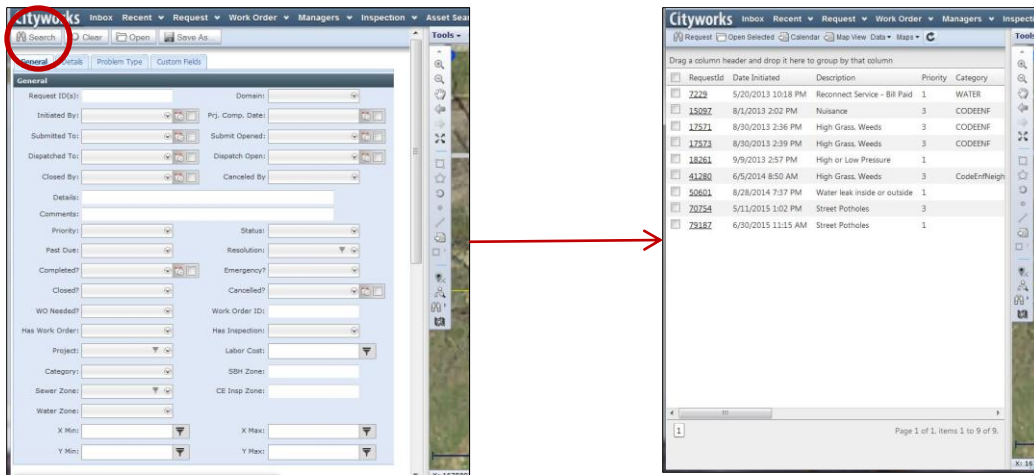 Cityworks Inbox Recent Request Work Order Managers Inspection Asset Sear
Search Clear Open Save As...
Tools
General Details Problem Type Custom Fields
General
Request ID(s): Domain:
Initiated By: Prj. Comp. Date:
Submitted To: Submit Opened:
Dispatched To: Dispatch Open:
Closed By: Canceled By
Details:
Comments:
Priority: Status:
Past Due: Resolution:
Completed? Emergency?
Closed? Cancelled?
WO Needed? Work Order ID:
Has Work Order: Has Inspection:
Project: Labor Cost:
Category: SBH Zone:
Sewer Zone: CE Insp Zone:
Water Zone:
X Min: X Max:
Y Min: Y Max:
Cityworks Inbox Recent Request Work Order Managers Inspecti
Request Open Selected Calendar Map View Data Maps
Tools
Drag a column header and drop it here to group by that column
RequestId Date Initiated Description Priority Category
7229 5/20/2013 10:18 PM Reconnect Service - Bill Paid 1 WATER
15097 8/1/2013 2:02 PM Nuisance 3 CODEENF
17571 8/30/2013 2:36 PM High Grass, Weeds 3 CODEENF
17573 8/30/2013 2:39 PM High Grass, Weeds 3 CODEENF
18261 9/9/2013 2:57 PM High or Low Pressure 1
41280 6/5/2014 8:50 AM High Grass, Weeds 3 CodeEnfNeigh
50601 8/28/2014 7:37 PM Water leak inside or outside 1
70754 5/11/2015 1:02 PM Street Potholes 3
79187 6/30/2015 11:15 AM Street Potholes 1
1 Page 1 of 1, items 1 to 9 of 9.